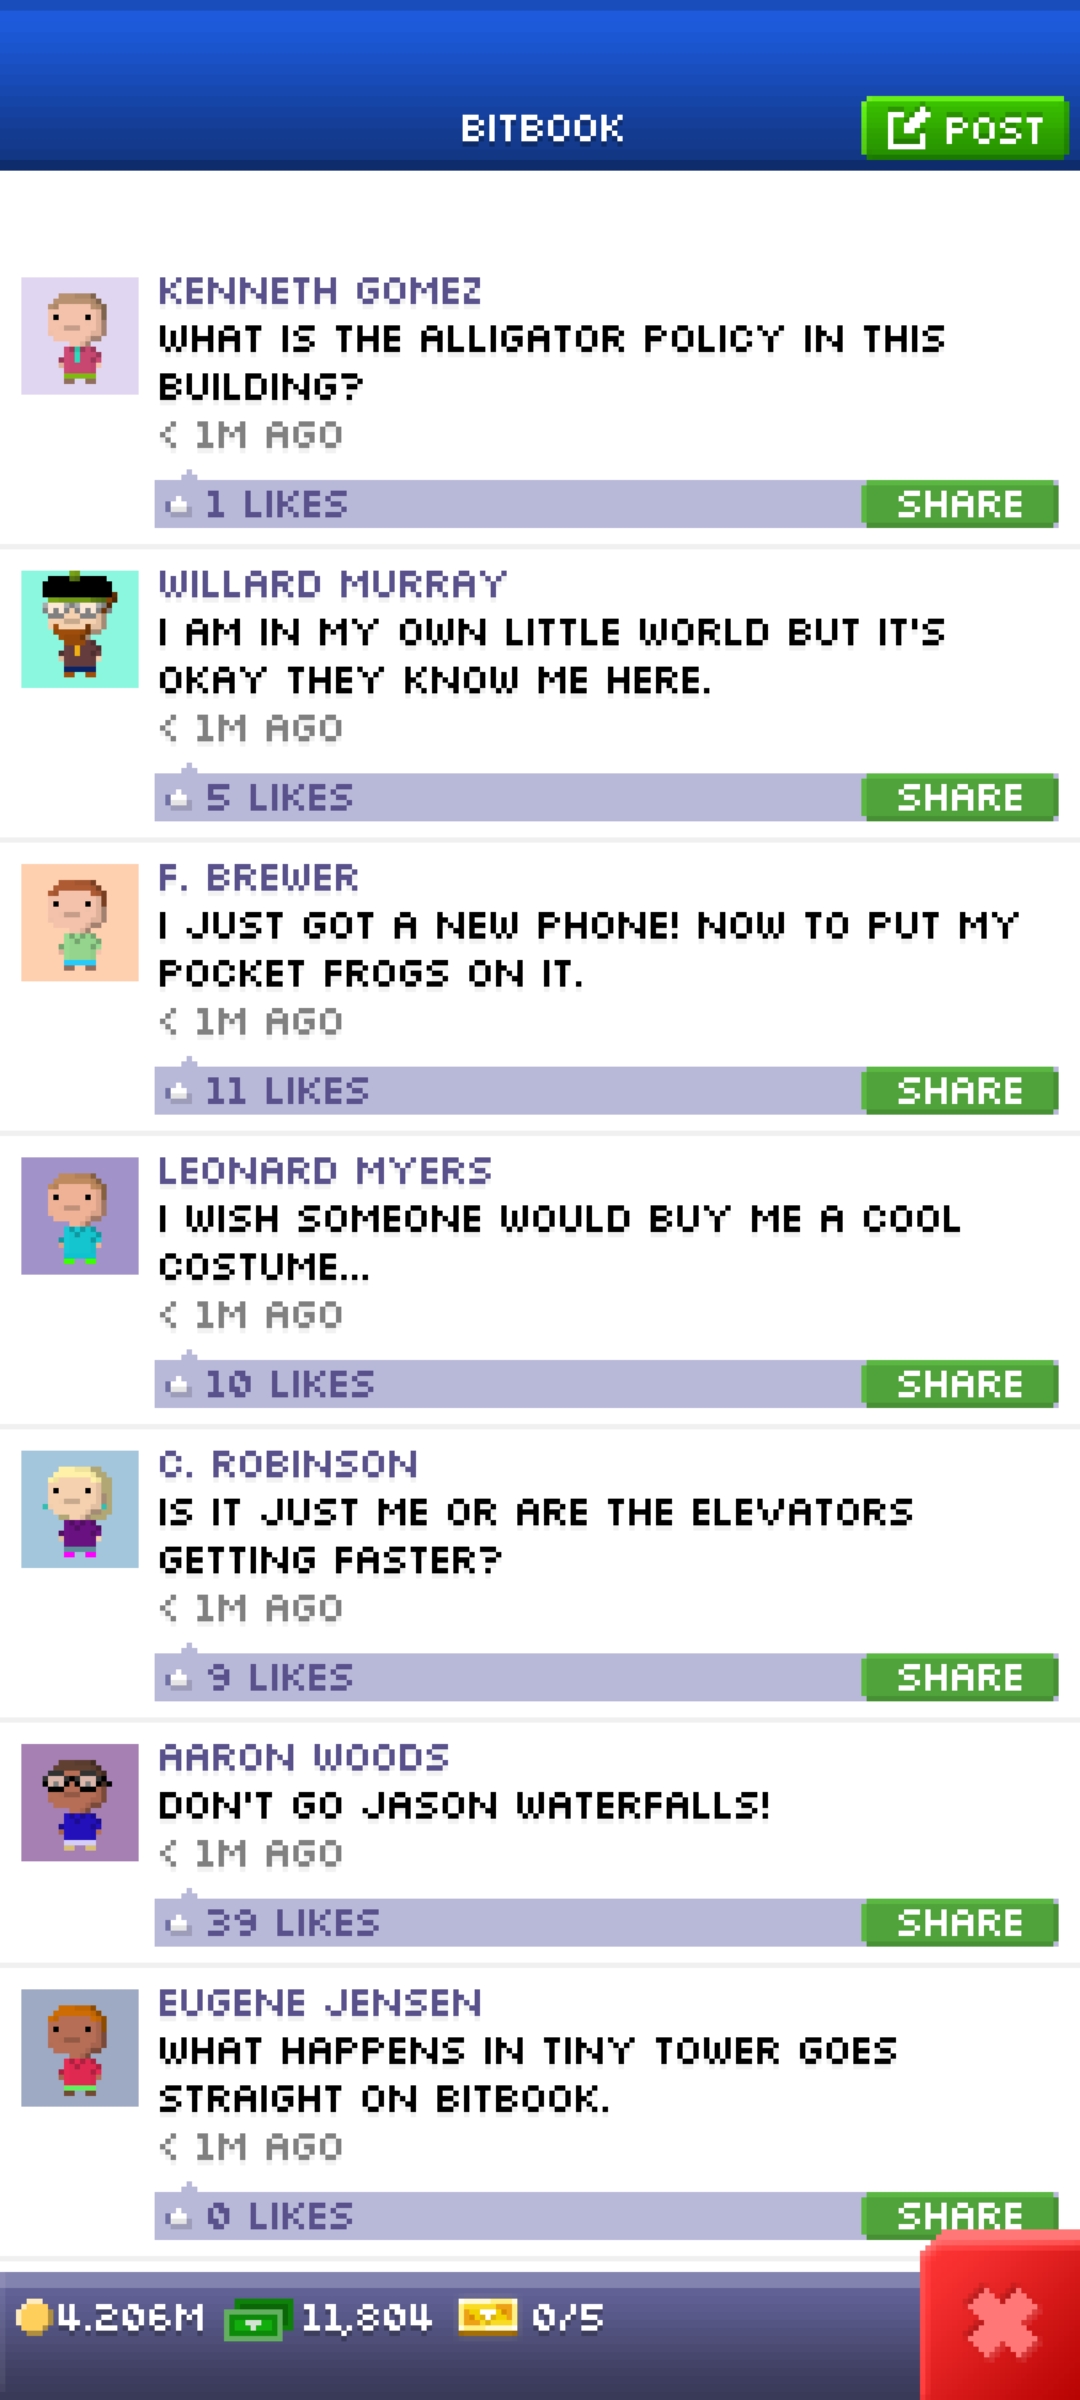 BITBOOK
POST
KENNETH GOMEZ
WHAT IS THE ALLIGATOR POLICY IN THIS
BUILDING?
< 1M AGO
1 LIKES
SHARE
WILLARD MURRAY
I AM IN MY OWN LITTLE WORLD BUT IT'S
OKAY THEY KNOW ME HERE.
< 1M AGO
5 LIKES
SHARE
F. BREWER
I JUST GOT A NEW PHONE! NOW TO PUT MY
POCKET FROGS ON IT.
< 1M AGO
11 LIKES
SHARE
LEONARD MYERS
I WISH SOMEONE WOULD BUY ME A COOL
COSTUME...
< 1M AGO
10 LIKES
SHARE
C. ROBINSON
IS IT JUST ME OR ARE THE ELEVATORS
GETTING FASTER?
< 1M AGO
9 LIKES
SHARE
AARON WOODS
DON'T GO JASON WATERFALLS!
< 1M AGO
39 LIKES
SHARE
EUGENE JENSEN
WHAT HAPPENS IN TINY TOWER GOES
STRAIGHT ON BITBOOK.
< 1M AGO
0 LIKES
SHARE
4.206M 11,804 0/5